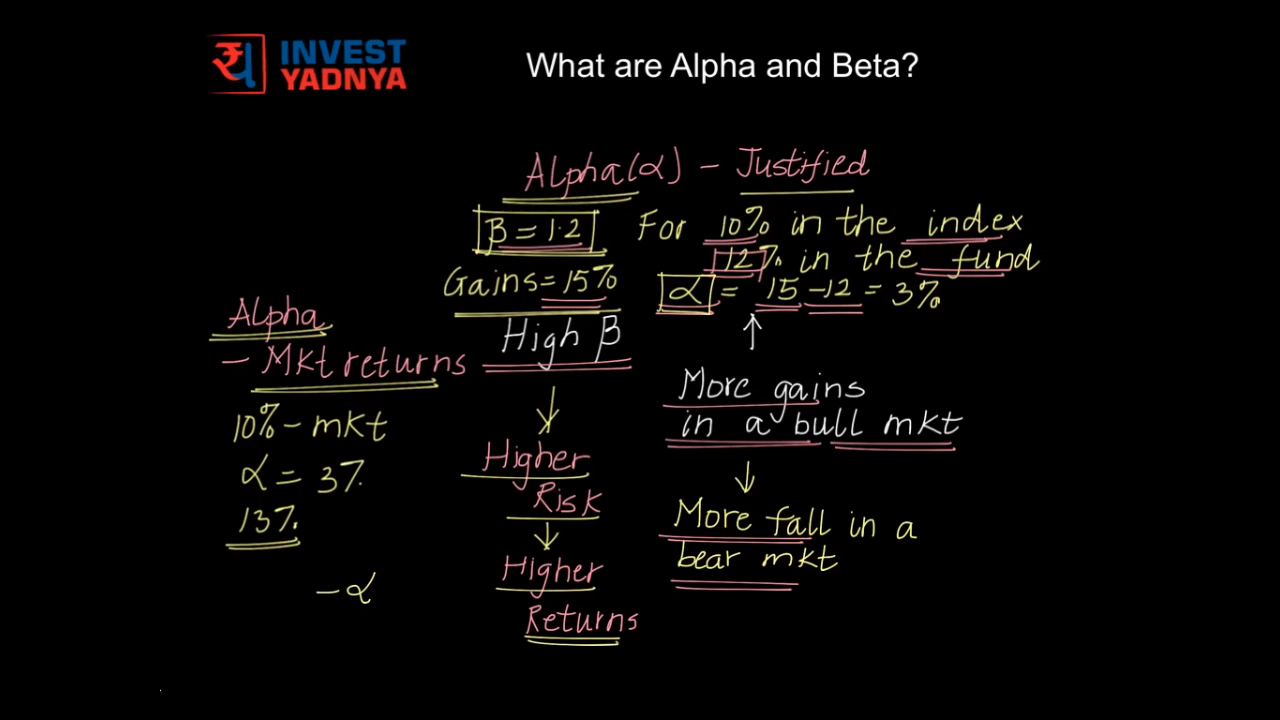 INVEST
YADNYA
What are Alpha and Beta?
Alpha(α) - Justified
β = 1.2
For 10% in the index
12% in the fund
Gains = 15%
α = 15 - 12 = 3%
High β
Higher
Risk
Higher
Returns
More gains
in a bull mkt
More fall in a
bear mkt
Alpha
- Mkt returns
10% - mkt
α = 3%
13%
- α